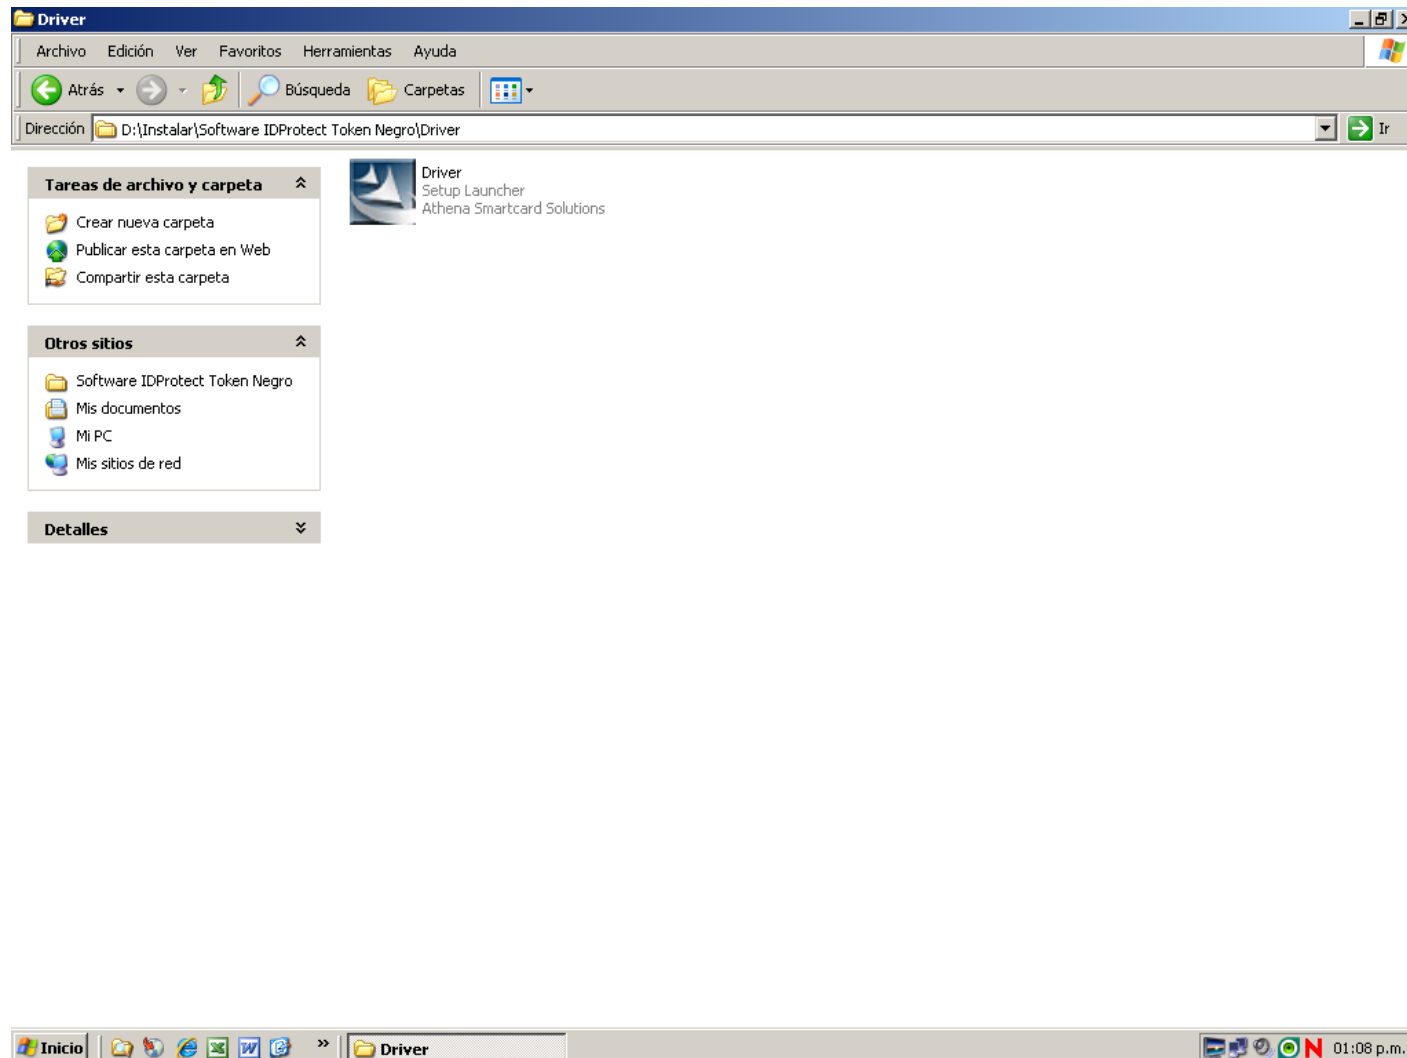 Driver
Archivo Edición Ver Favoritos Herramientas Ayuda
Atrás Búsqueda Carpetas
Dirección D:\Instalar\Software IDProtect Token Negro\Driver Ir
Tareas de archivo y carpeta
Crear nueva carpeta
Publicar esta carpeta en Web
Compartir esta carpeta
Otros sitios
Software IDProtect Token Negro
Mis documentos
Mi PC
Mis sitios de red
Detalles
Driver
Setup Launcher
Athena Smartcard Solutions
Inicio Driver 01:08 p.m.